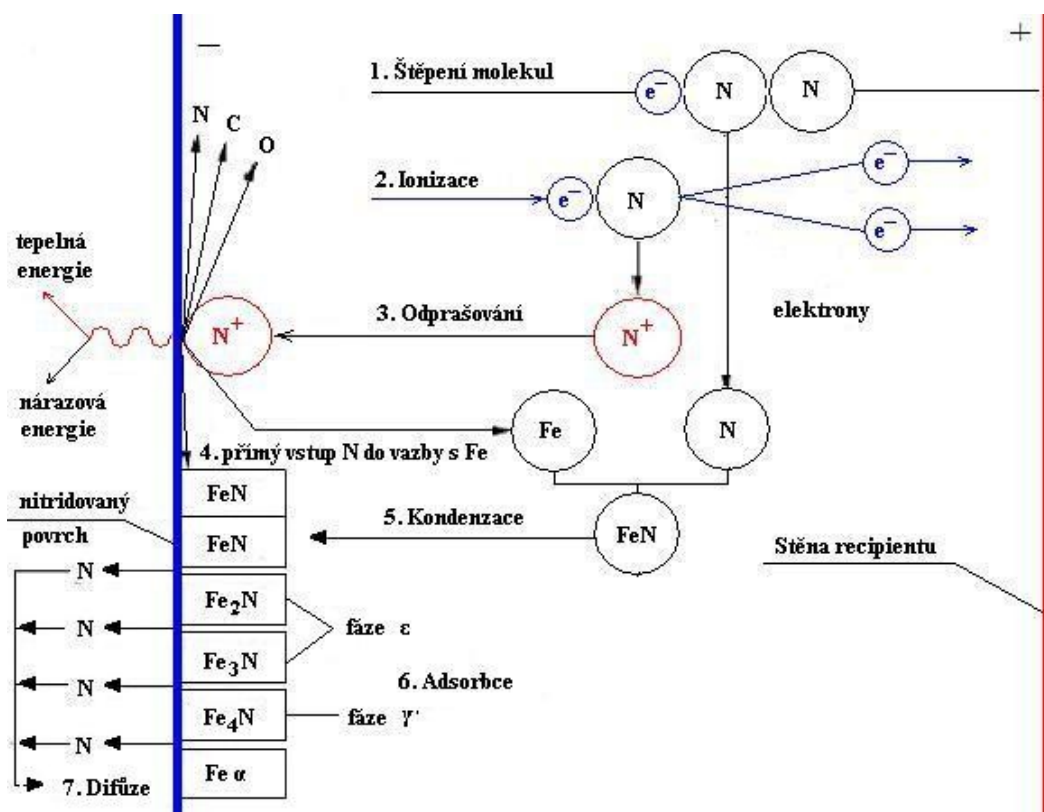 −
+
1. Štěpení molekul
e−
N
N
N
C
O
2. Ionizace
e−
N
e−
e−
tepelná
energie
N+
3. Odprašování
N+
elektrony
nárazová
energie
Fe
N
4. přímý vstup N do vazby s Fe
nitridovaný
povrch
FeN
FeN
5. Kondenzace
FeN
Stěna recipientu
N
Fe2N
N
fáze ε
Fe3N
N
6. Adsorbce
Fe4N
fáze γ'
N
Fe α
7. Difůze